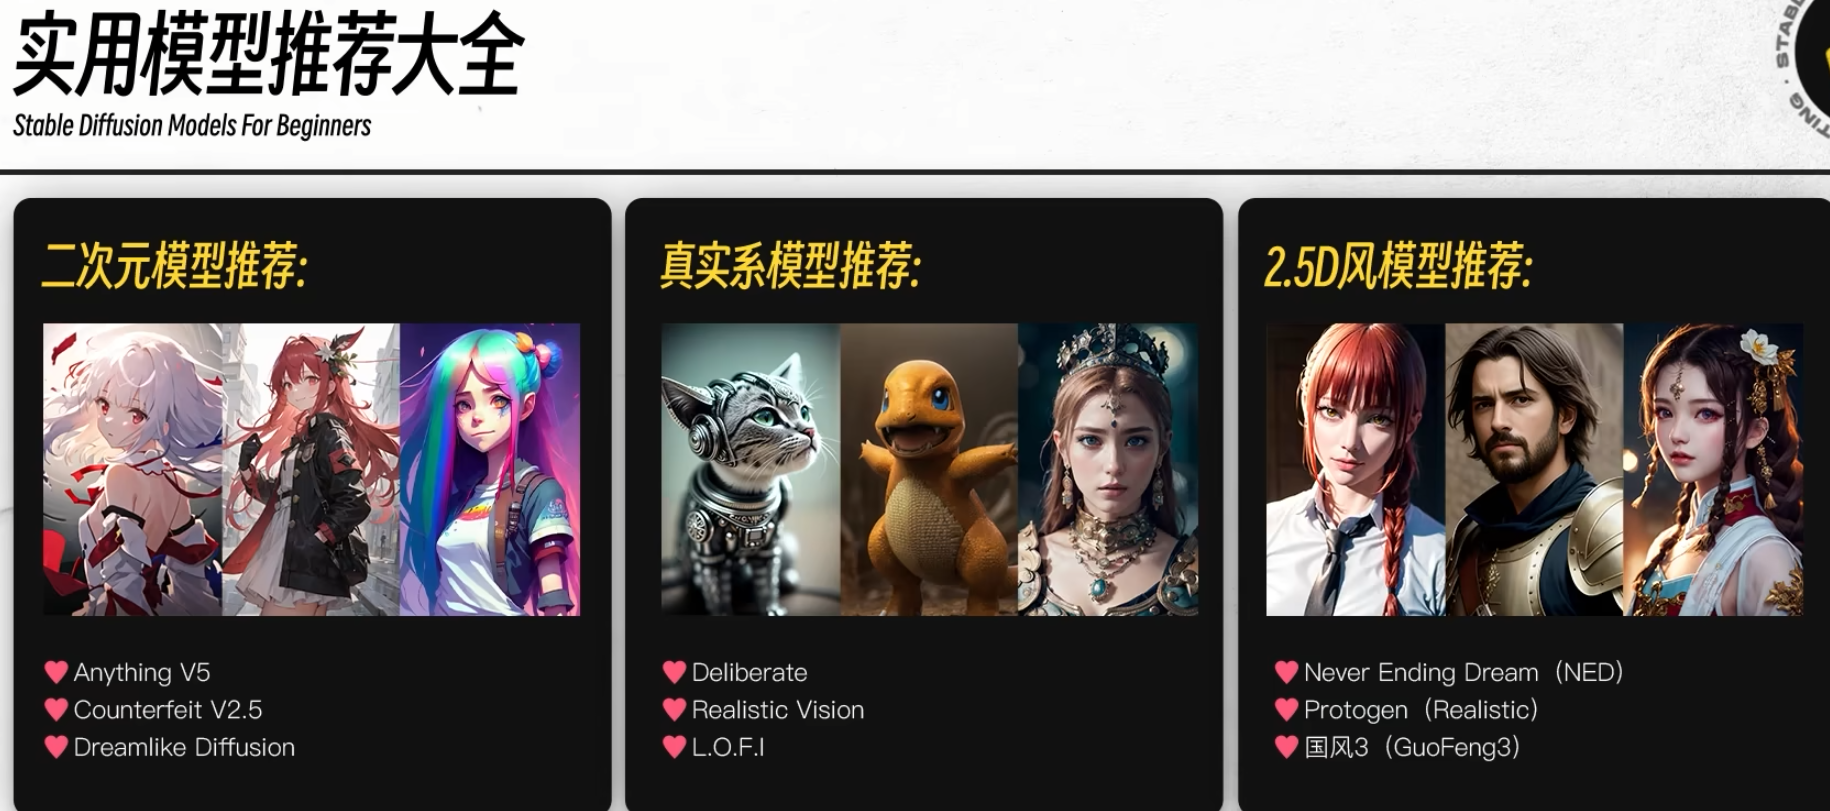 实用模型推荐大全
Stable Diffusion Models For Beginners
二次元模型推荐:
Anything V5
Counterfeit V2.5
Dreamlike Diffusion
真实系模型推荐:
Deliberate
Realistic Vision
L.O.F.I
2.5D风模型推荐:
Never Ending Dream（NED）
Protogen（Realistic）
国风3（GuoFeng3）